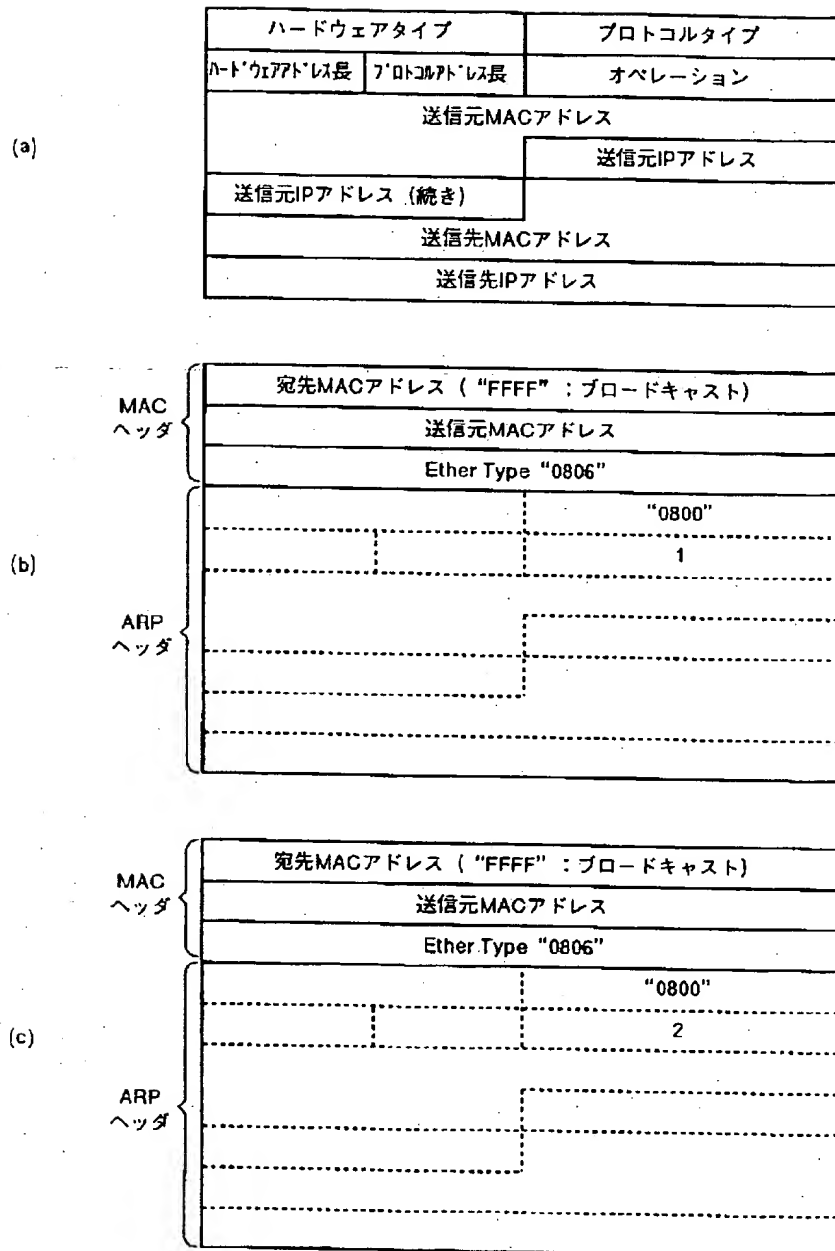 (a)
ハードウェアタイプ プロトコルタイプ
ハードウェアアドレス長 プロトコルアドレス長 オペレーション
送信元MACアドレス
送信元IPアドレス
送信元IPアドレス (続き)
送信先MACアドレス
送信先IPアドレス
(b)
MAC
ヘッダ
宛先MACアドレス ( “FFFF” : ブロードキャスト)
送信元MACアドレス
Ether Type “0806”
ARP
ヘッダ
“0800”
1
(c)
MAC
ヘッダ
宛先MACアドレス ( “FFFF” : ブロードキャスト)
送信元MACアドレス
Ether Type “0806”
ARP
ヘッダ
“0800”
2